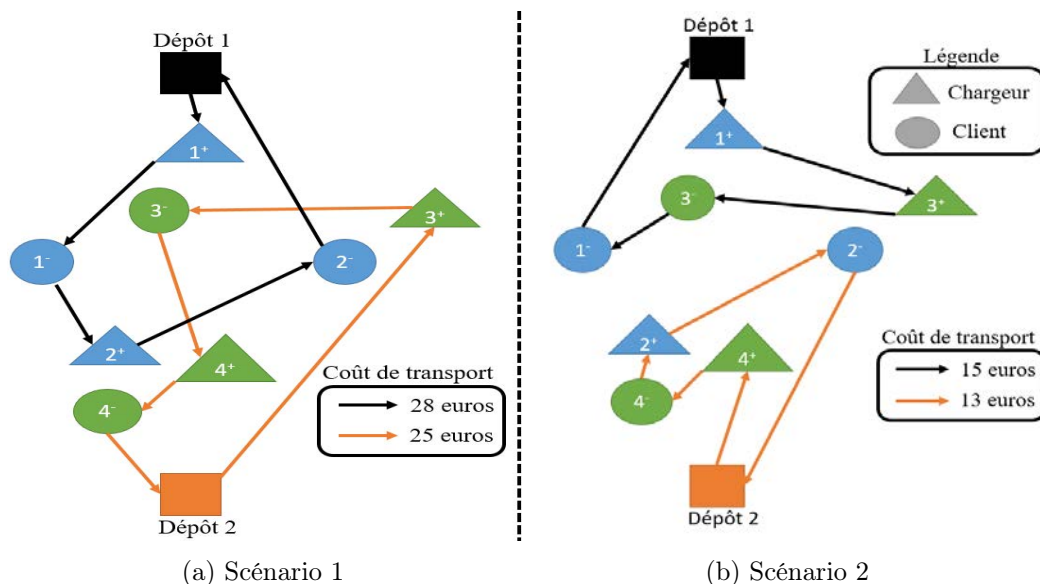 Dépôt 1
1+
3-
3+
1-
2-
2+
4+
4-
Coût de transport
28 euros
25 euros
Dépôt 2
(a) Scénario 1
Dépôt 1
Légende
Chargeur
Client
1+
3-
3+
1-
2-
2+
4+
4-
Coût de transport
15 euros
13 euros
Dépôt 2
(b) Scénario 2